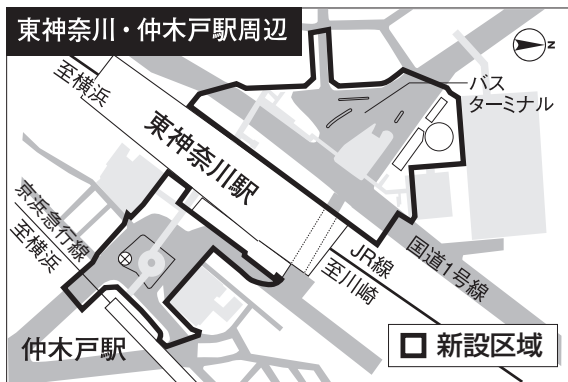 東神奈川・仲木戸駅周辺
N
至横浜
バス
ターミナル
東神奈川駅
京浜急行線
至横浜
JR線
至川崎
国道1号線
仲木戸駅
新設区域